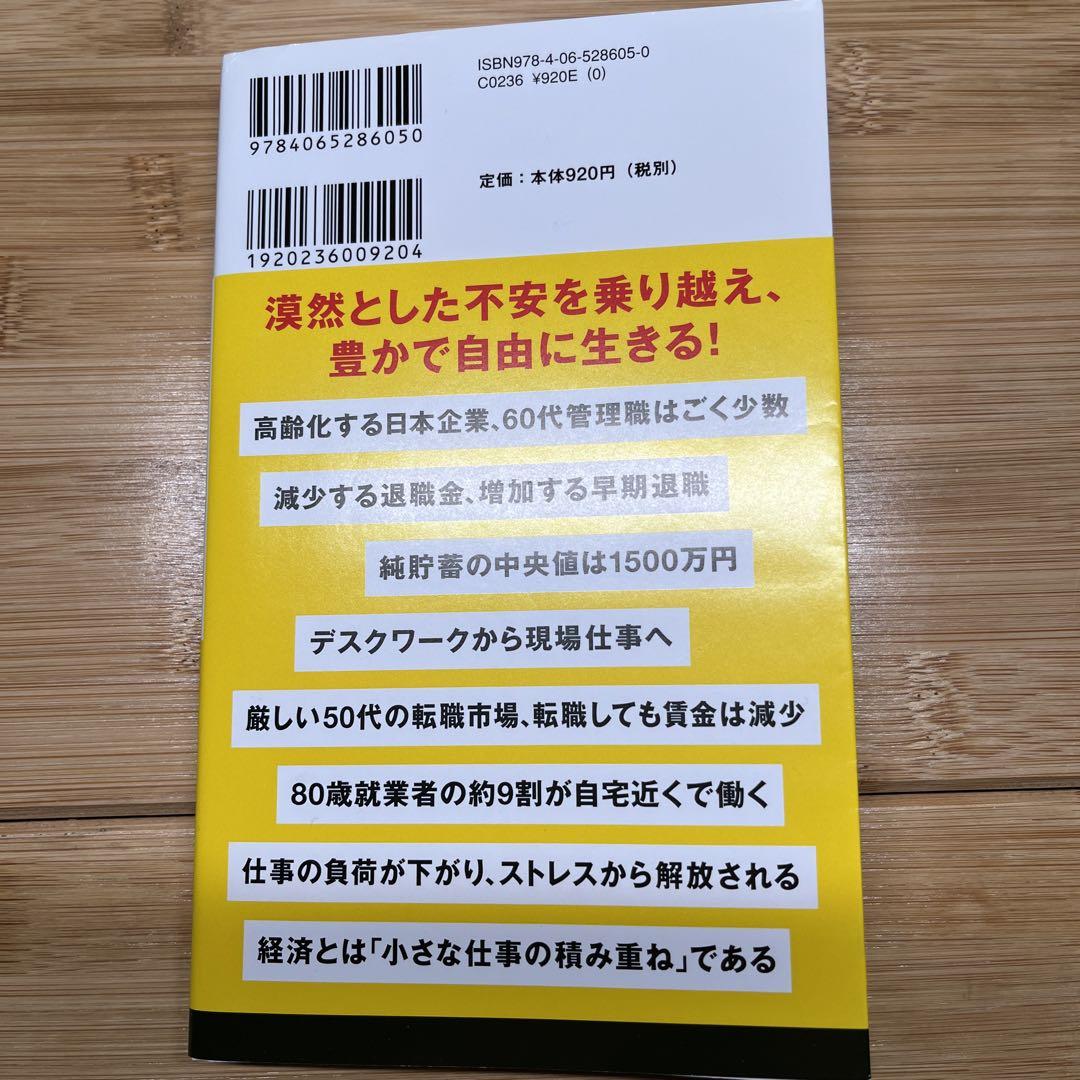 ISBN978-4-06-528605-0
C0236 ¥920E (0)
9784065286050
定価：本体920円（税別）
1920236009204
漠然とした不安を乗り越え、
豊かで自由に生きる！
高齢化する日本企業、60代管理職はごく少数
減少する退職金、増加する早期退職
純貯蓄の中央値は1500万円
デスクワークから現場仕事へ
厳しい50代の転職市場、転職しても賃金は減少
80歳就業者の約9割が自宅近くで働く
仕事の負荷が下がり、ストレスから解放される
経済とは「小さな仕事の積み重ね」である